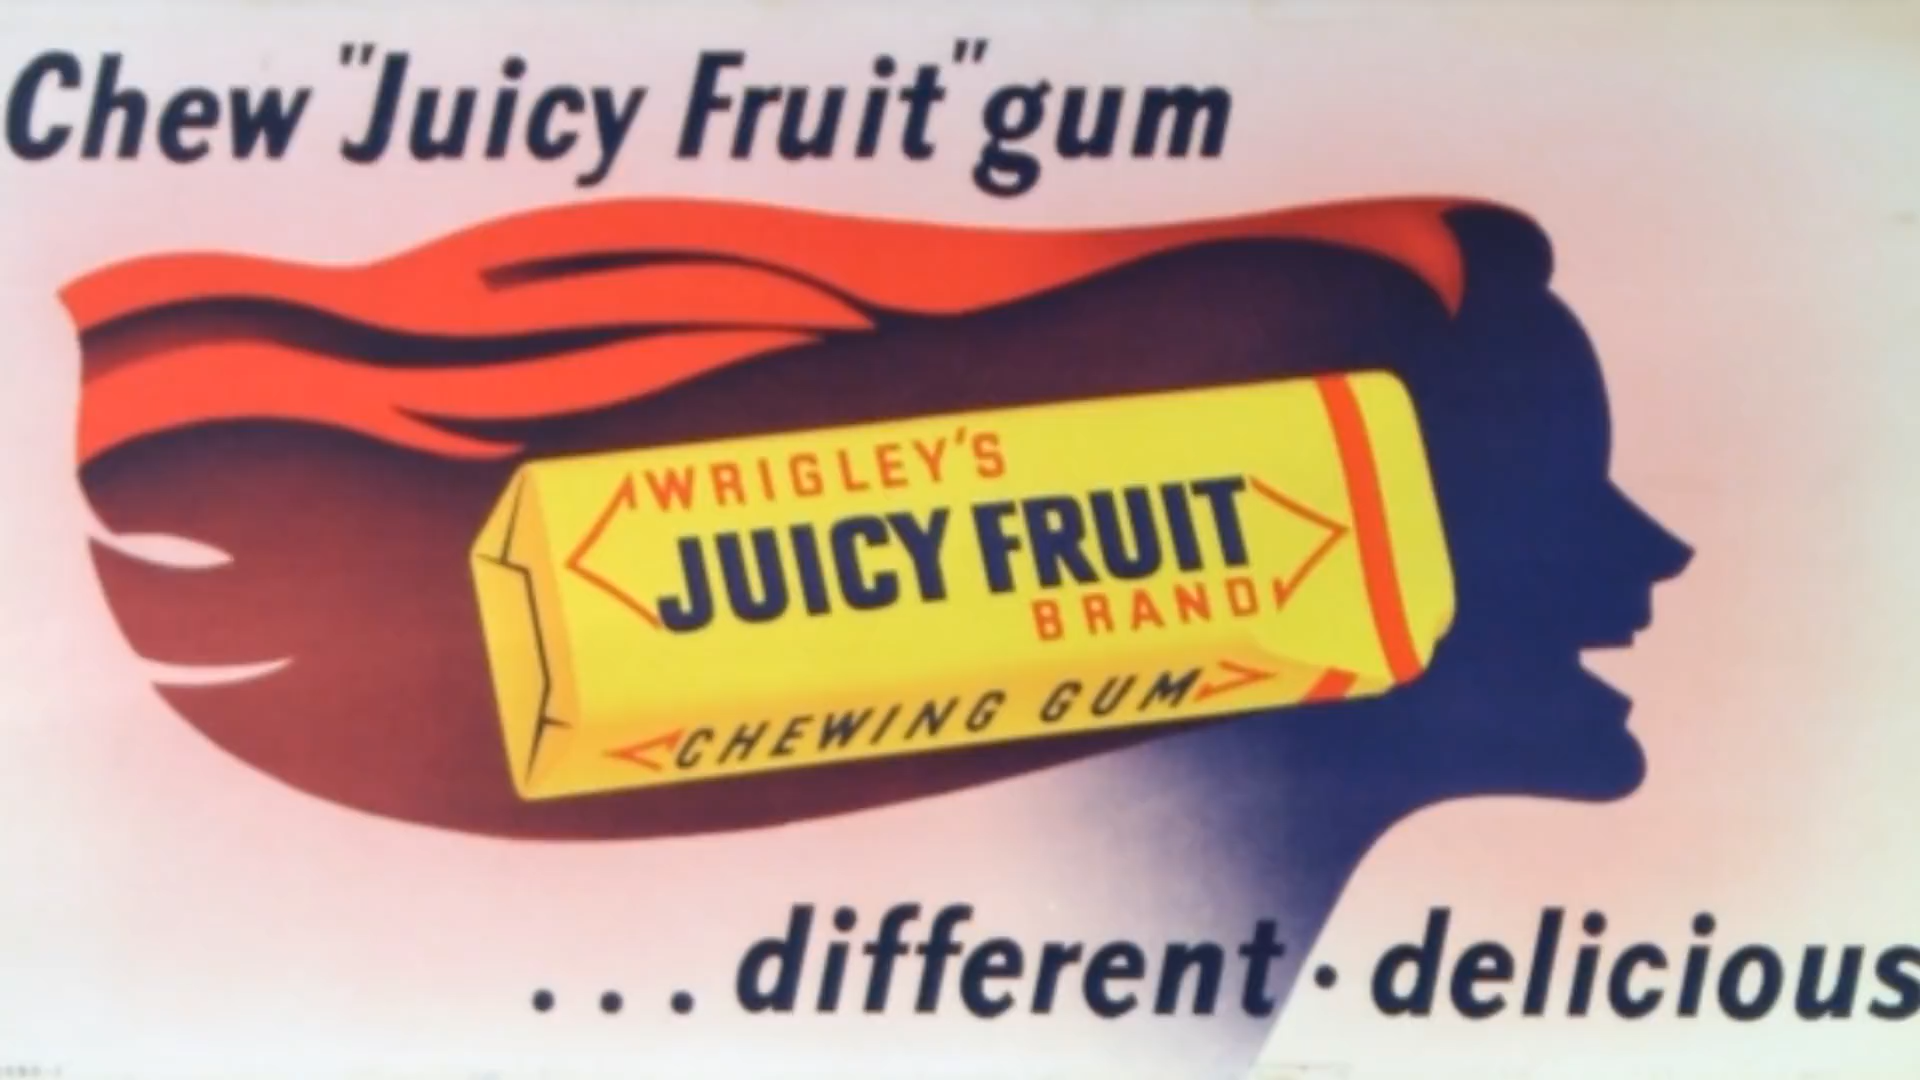 Chew "Juicy Fruit" gum
WRIGLEY'S
JUICY FRUIT
BRAND
CHEWING GUM
...different · delicious